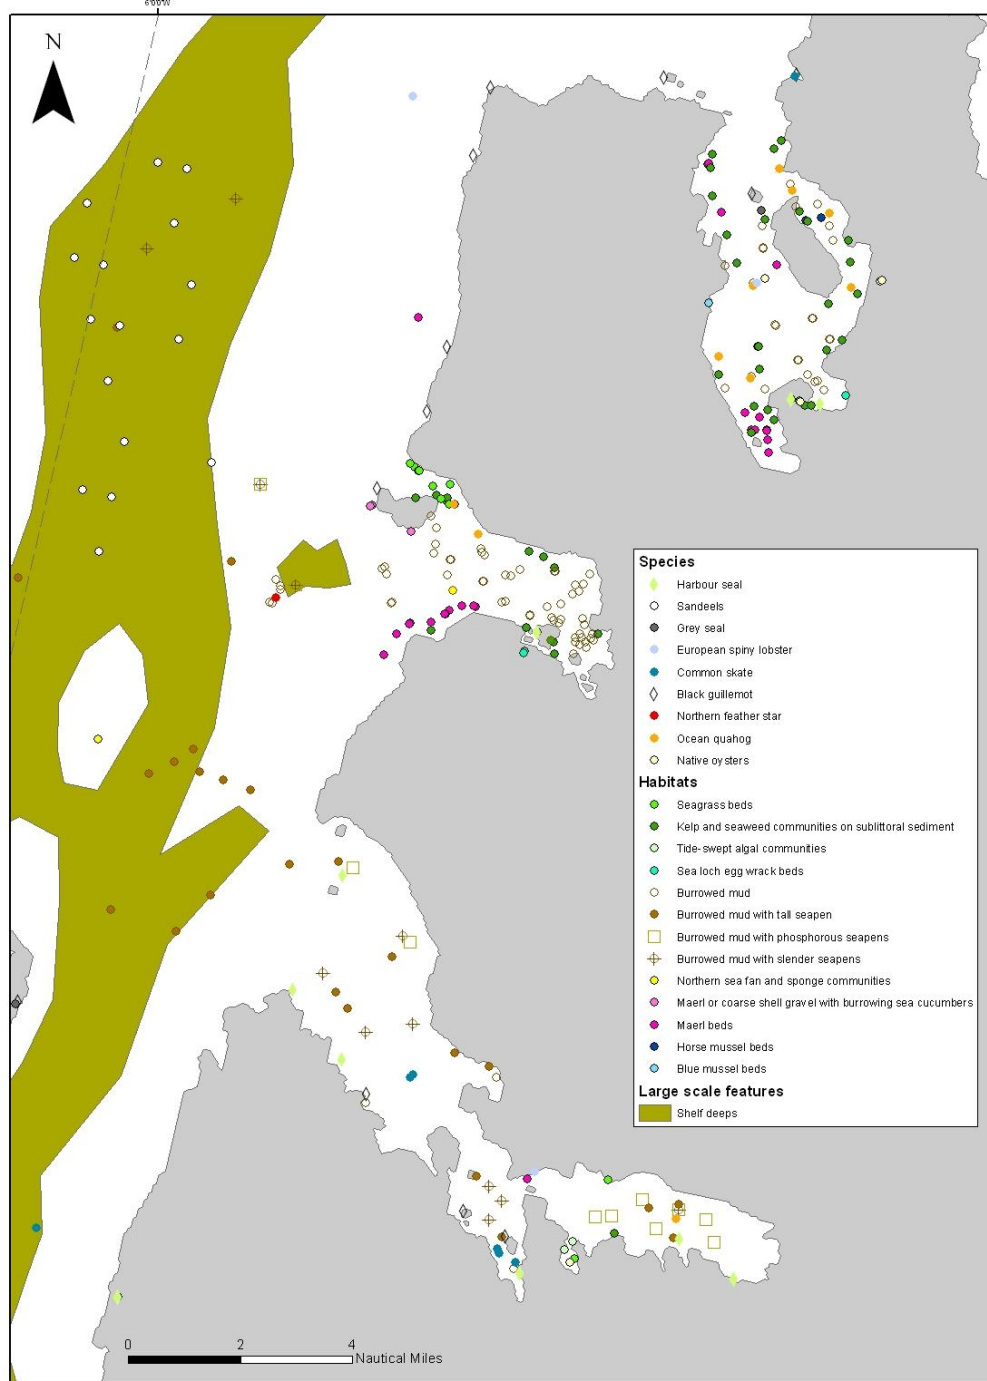 6°0'0"W
N
Species
Harbour seal
Sandeels
Grey seal
European spiny lobster
Common skate
Black guillemot
Northern feather star
Ocean quahog
Native oysters
Habitats
Seagrass beds
Kelp and seaweed communities on sublittoral sediment
Tide-swept algal communities
Sea loch egg wrack beds
Burrowed mud
Burrowed mud with tall seapen
Burrowed mud with phosphorous seapens
Burrowed mud with slender seapens
Northern sea fan and sponge communities
Maerl or coarse shell gravel with burrowing sea cucumbers
Maerl beds
Horse mussel beds
Blue mussel beds
Large scale features
Shelf deeps
0 2 4
Nautical Miles